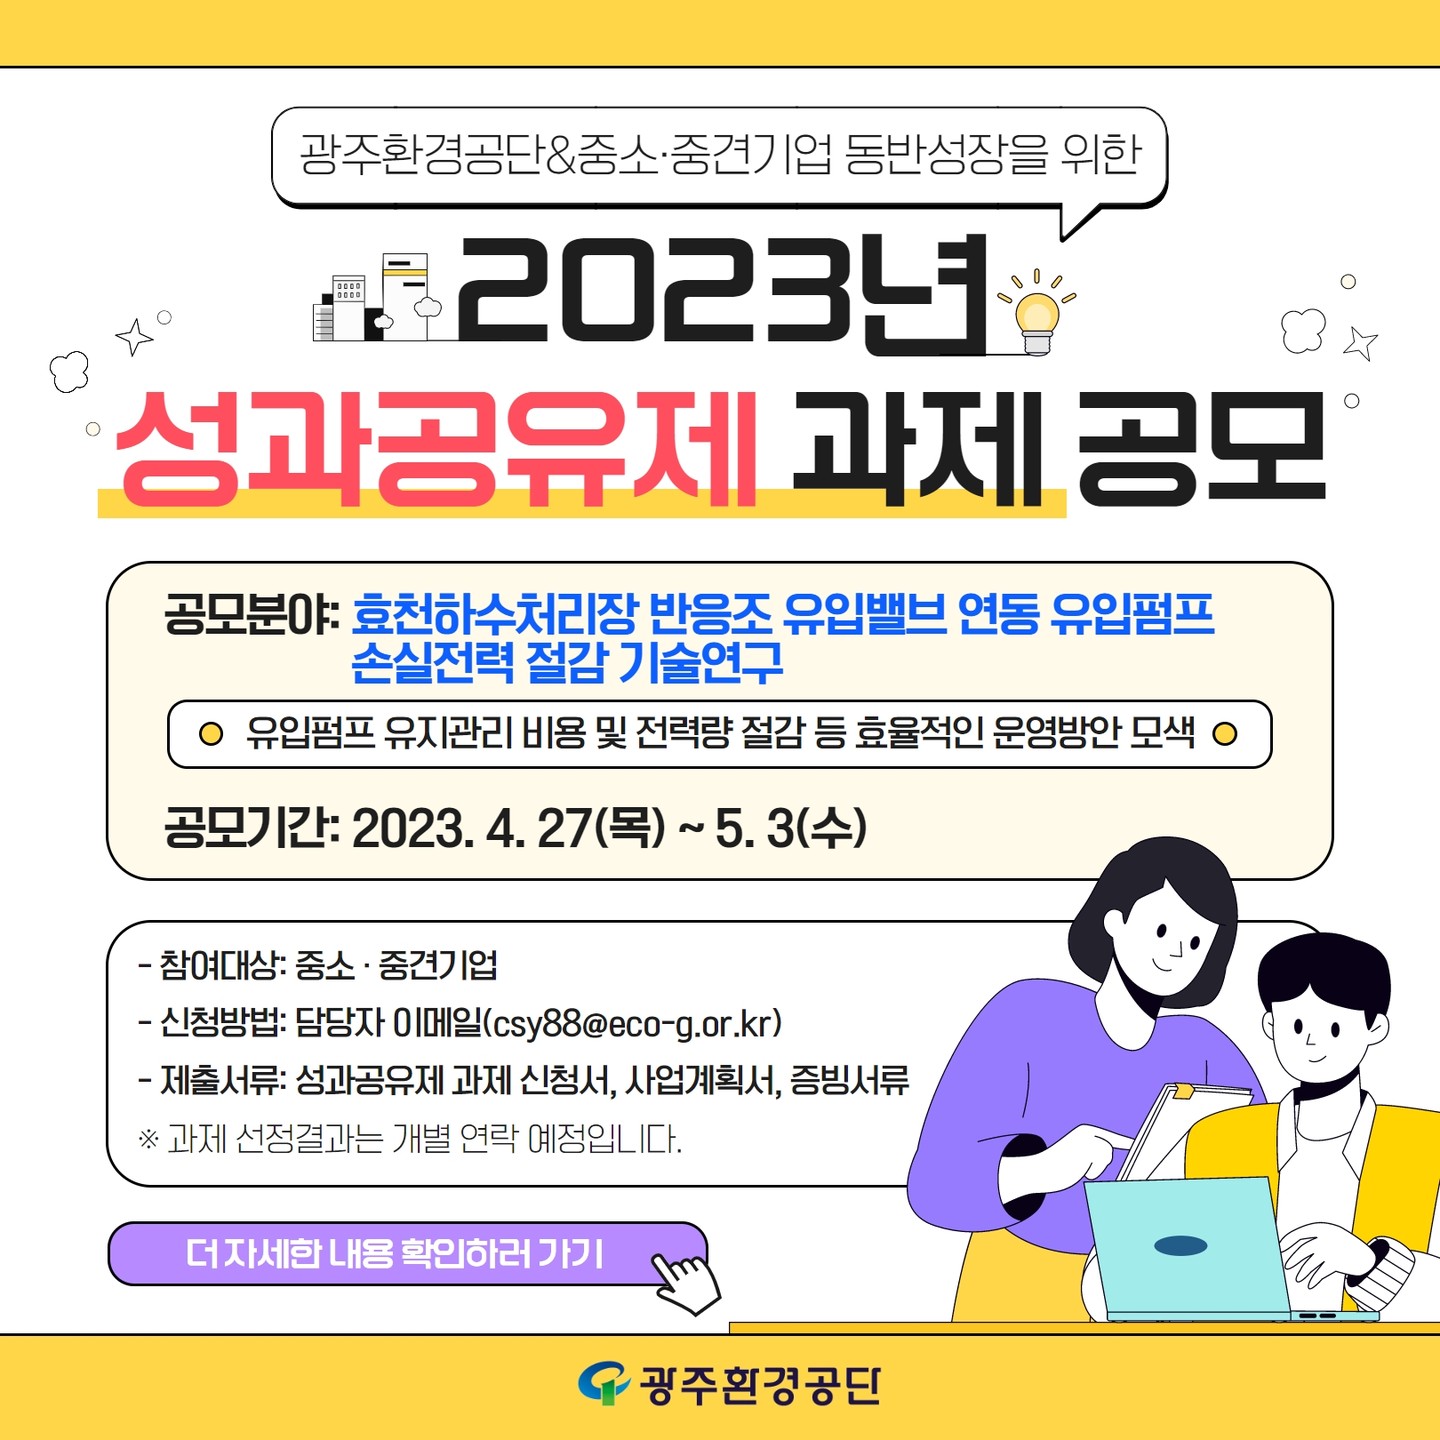 광주환경공단&중소·중견기업 동반성장을 위한
2023년
성과공유제 과제 공모
공모분야: 효천하수처리장 반응조 유입밸브 연동 유입펌프
손실전력 절감 기술연구
유입펌프 유지관리 비용 및 전력량 절감 등 효율적인 운영방안 모색
공모기간: 2023. 4. 27(목) ~ 5. 3(수)
- 참여대상: 중소 · 중견기업
- 신청방법: 담당자 이메일(csy88@eco-g.or.kr)
- 제출서류: 성과공유제 과제 신청서, 사업계획서, 증빙서류
※ 과제 선정결과는 개별 연락 예정입니다.
더 자세한 내용 확인하러 가기
광주환경공단